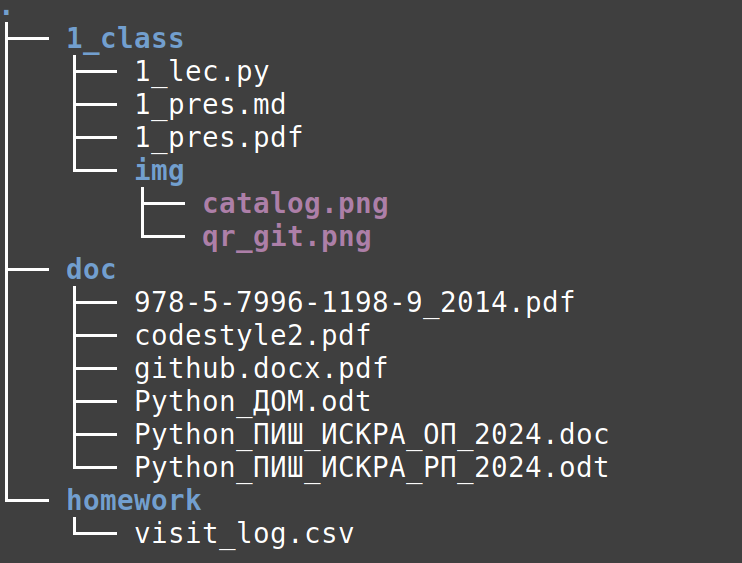 .
1_class
1_lec.py
1_pres.md
1_pres.pdf
img
catalog.png
qr_git.png
doc
978-5-7996-1198-9_2014.pdf
codestyle2.pdf
github.docx.pdf
Python_ДОМ.odt
Python_ПИШ_ИСКРА_ОП_2024.doc
Python_ПИШ_ИСКРА_РП_2024.odt
homework
visit_log.csv